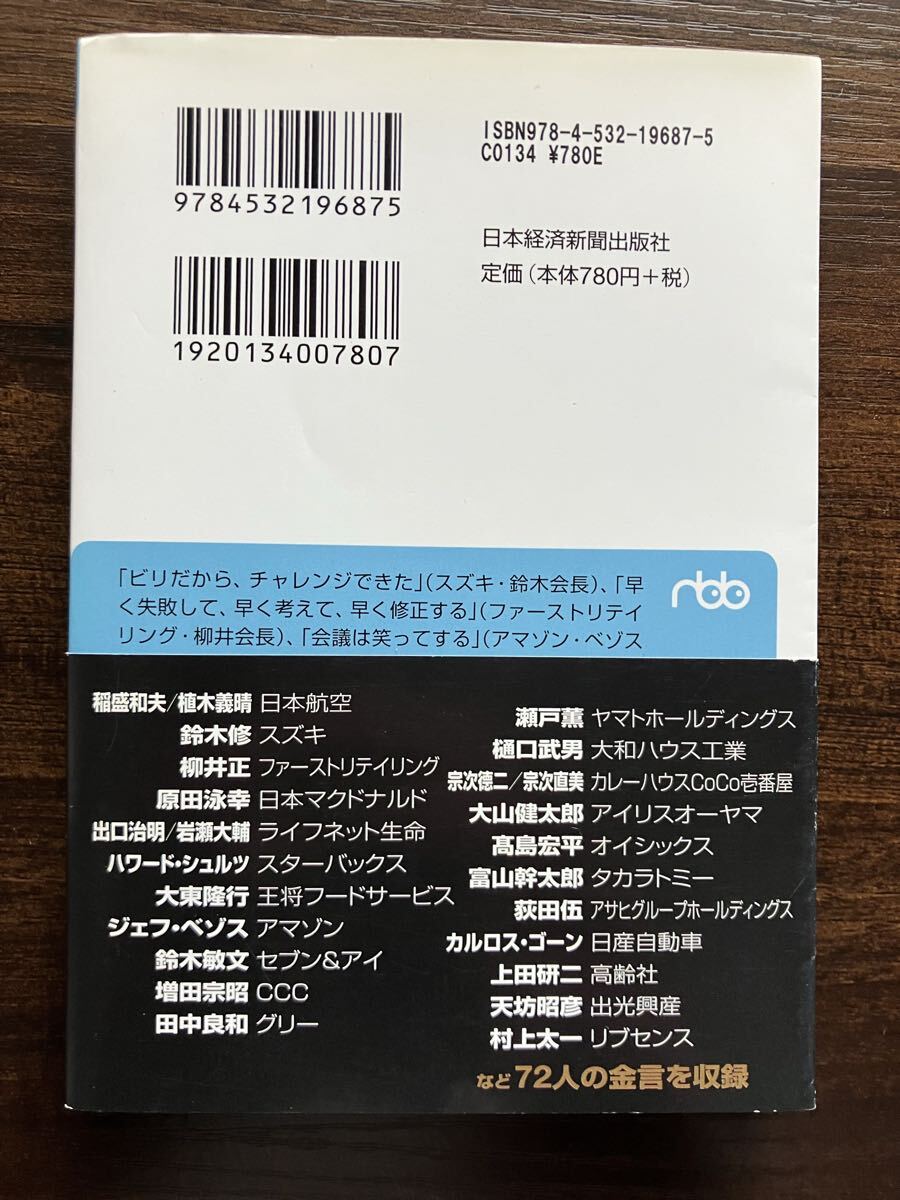 ISBN978-4-532-19687-5
C0134 ¥780E
9784532196875
日本経済新聞出版社
定価(本体780円+税)
1920134007807
「ビリだから、チャレンジできた」(スズキ・鈴木会長)、「早
く失敗して、早く考えて、早く修正する」(ファーストリテイ
リング・柳井会長)、「会議は笑ってする」(アマゾン・ベゾス
nbb
稲盛和夫/植木義晴 日本航空
鈴木修 スズキ
柳井正 ファーストリテイリング
原田泳幸 日本マクドナルド
出口治明/岩瀬大輔 ライフネット生命
ハワード・シュルツ スターバックス
大東隆行 王将フードサービス
ジェフ・ベゾス アマゾン
鈴木敏文 セブン&アイ
増田宗昭 CCC
田中良和 グリー
瀬戸薫 ヤマトホールディングス
樋口武男 大和ハウス工業
宗次徳二/宗次直美 カレーハウスCoCo壱番屋
大山健太郎 アイリスオーヤマ
髙島宏平 オイシックス
富山幹太郎 タカラトミー
荻田伍 アサヒグループホールディングス
カルロス・ゴーン 日産自動車
上田研二 高齢社
天坊昭彦 出光興産
村上太一 リブセンス
など72人の金言を収録